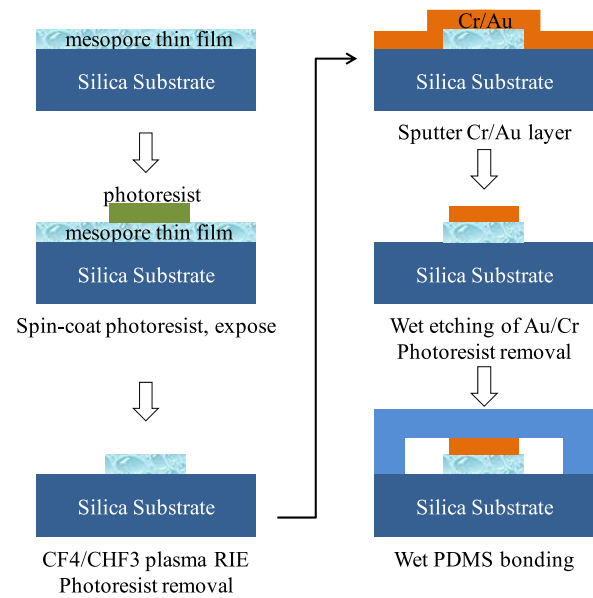 mesopore thin film
Silica Substrate
photoresist
mesopore thin film
Silica Substrate
Spin-coat photoresist, expose
Silica Substrate
CF4/CHF3 plasma RIE
Photoresist removal
Cr/Au
Silica Substrate
Sputter Cr/Au layer
Silica Substrate
Wet etching of Au/Cr
Photoresist removal
Silica Substrate
Wet PDMS bonding